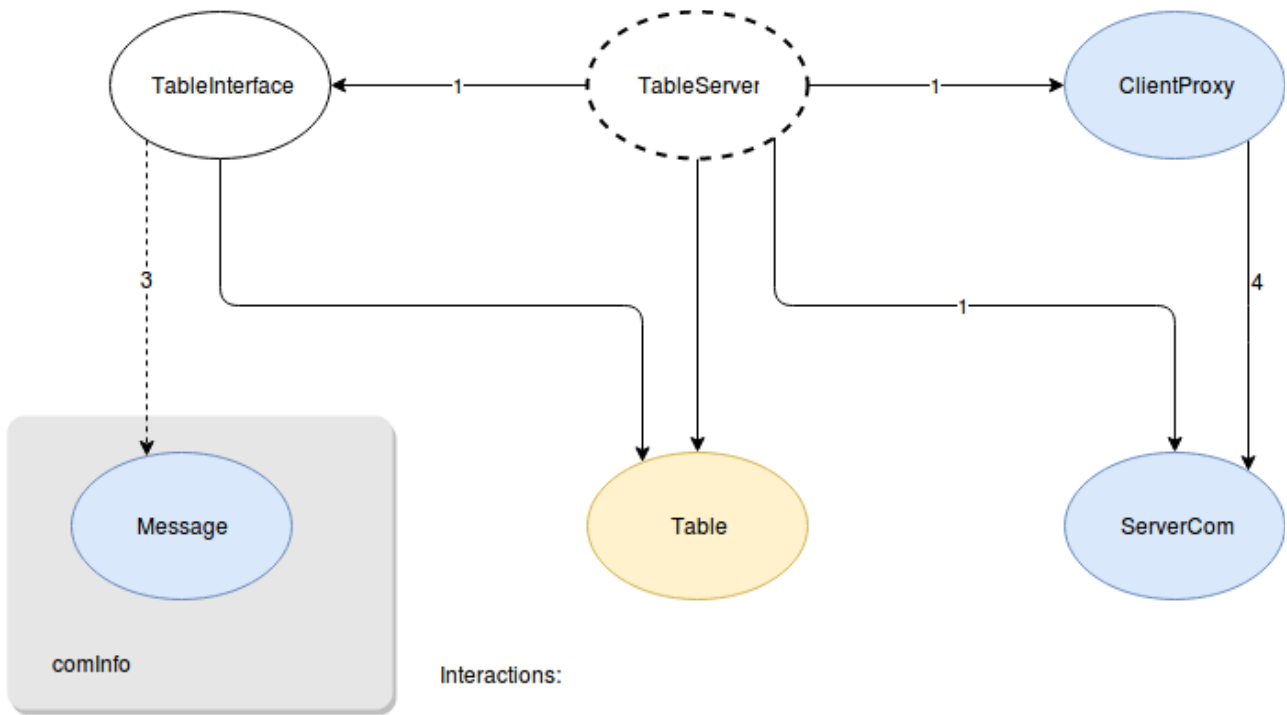 TableInterface
1
TableServer
1
ClientProxy
3
1
4
Message
Table
ServerCom
comInfo
Interactions: